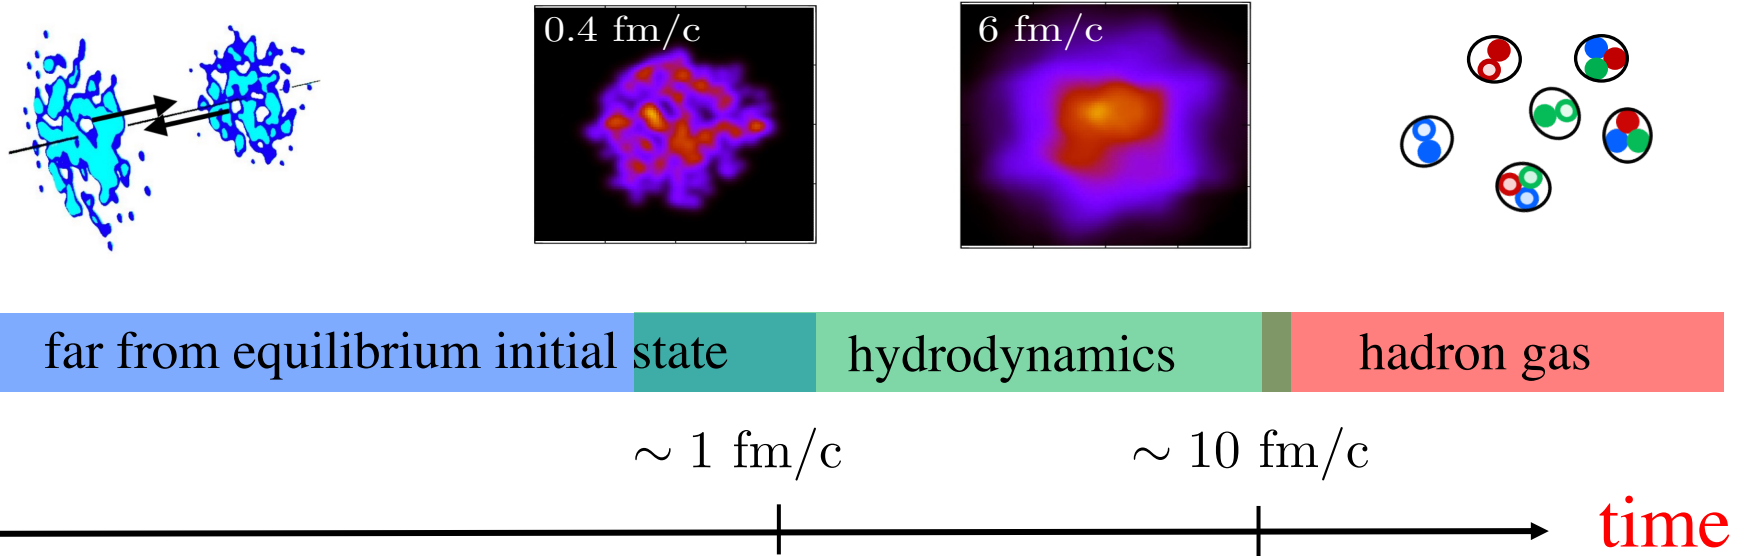 0.4 fm/c
6 fm/c
far from equilibrium initial state
hydrodynamics
hadron gas
∼ 1 fm/c
∼ 10 fm/c
time